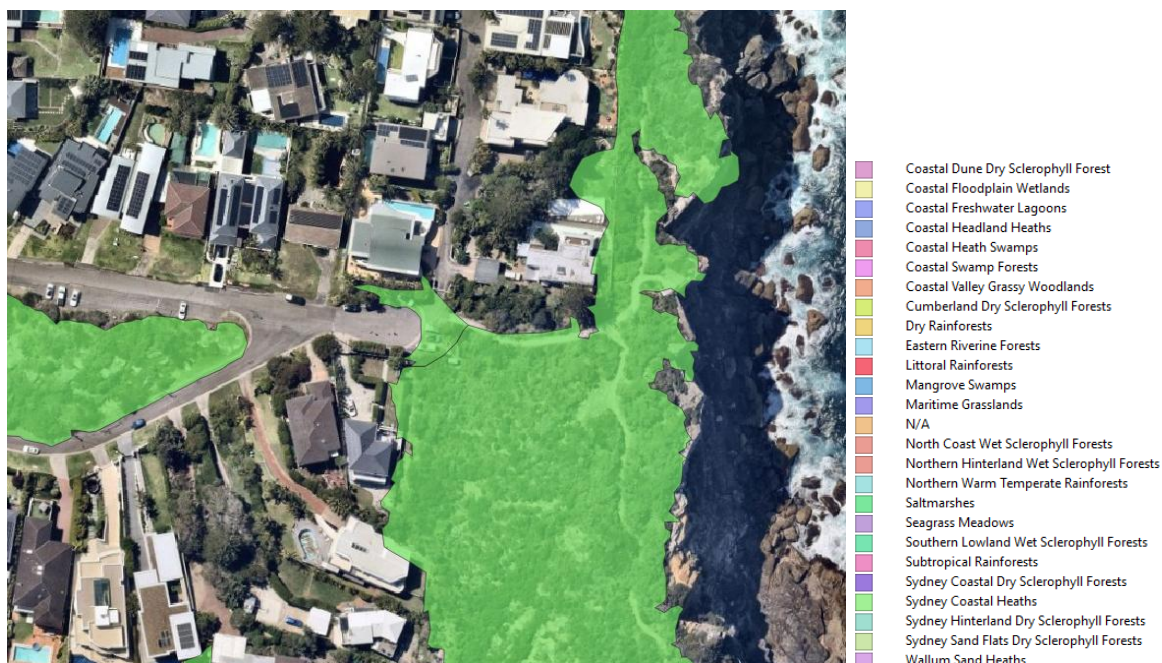 Coastal Dune Dry Sclerophyll Forest
Coastal Floodplain Wetlands
Coastal Freshwater Lagoons
Coastal Headland Heaths
Coastal Heath Swamps
Coastal Swamp Forests
Coastal Valley Grassy Woodlands
Cumberland Dry Sclerophyll Forests
Dry Rainforests
Eastern Riverine Forests
Littoral Rainforests
Mangrove Swamps
Maritime Grasslands
N/A
North Coast Wet Sclerophyll Forests
Northern Hinterland Wet Sclerophyll Forests
Northern Warm Temperate Rainforests
Saltmarshes
Seagrass Meadows
Southern Lowland Wet Sclerophyll Forests
Subtropical Rainforests
Sydney Coastal Dry Sclerophyll Forests
Sydney Coastal Heaths
Sydney Hinterland Dry Sclerophyll Forests
Sydney Sand Flats Dry Sclerophyll Forests
Wallum Sand Heaths